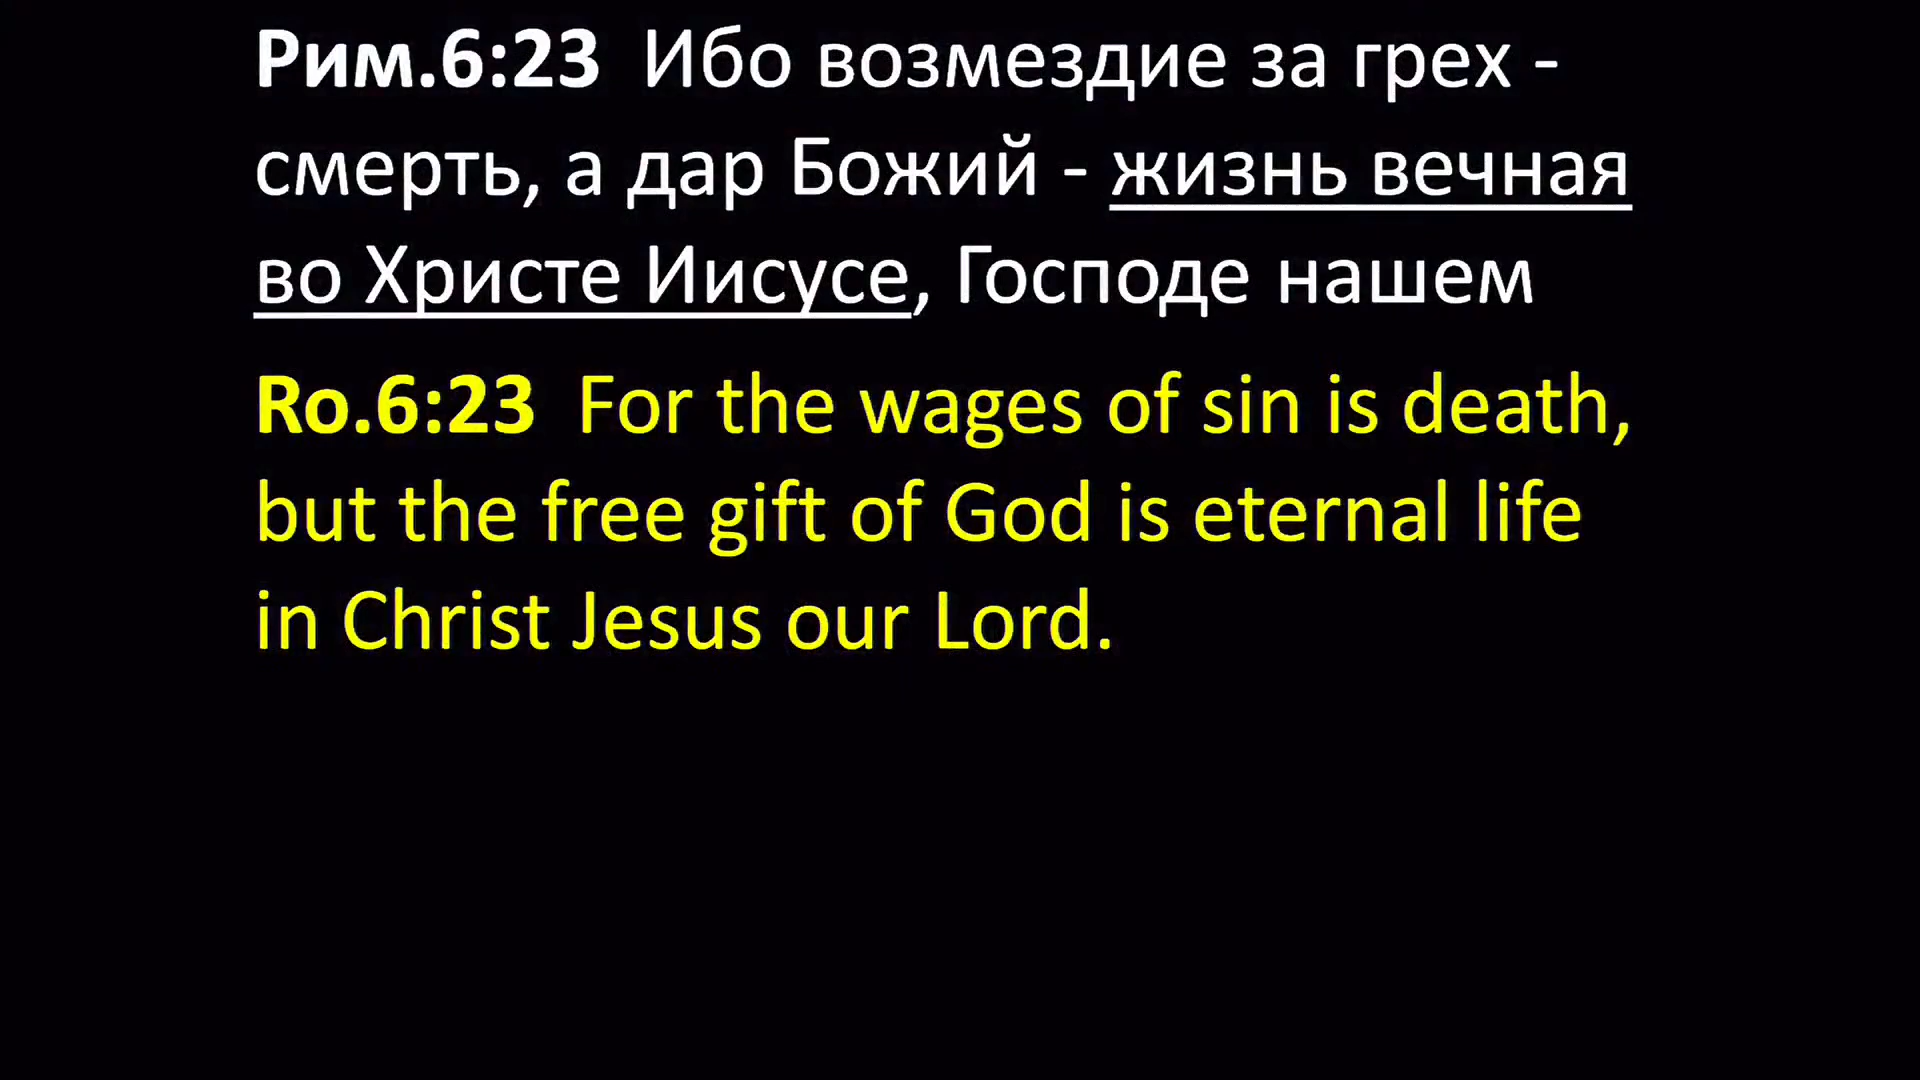 Рим.6:23 Ибо возмездие за грех -
смерть, а дар Божий - жизнь вечная
во Христе Иисусе, Господе нашем
Ro.6:23 For the wages of sin is death,
but the free gift of God is eternal life
in Christ Jesus our Lord.